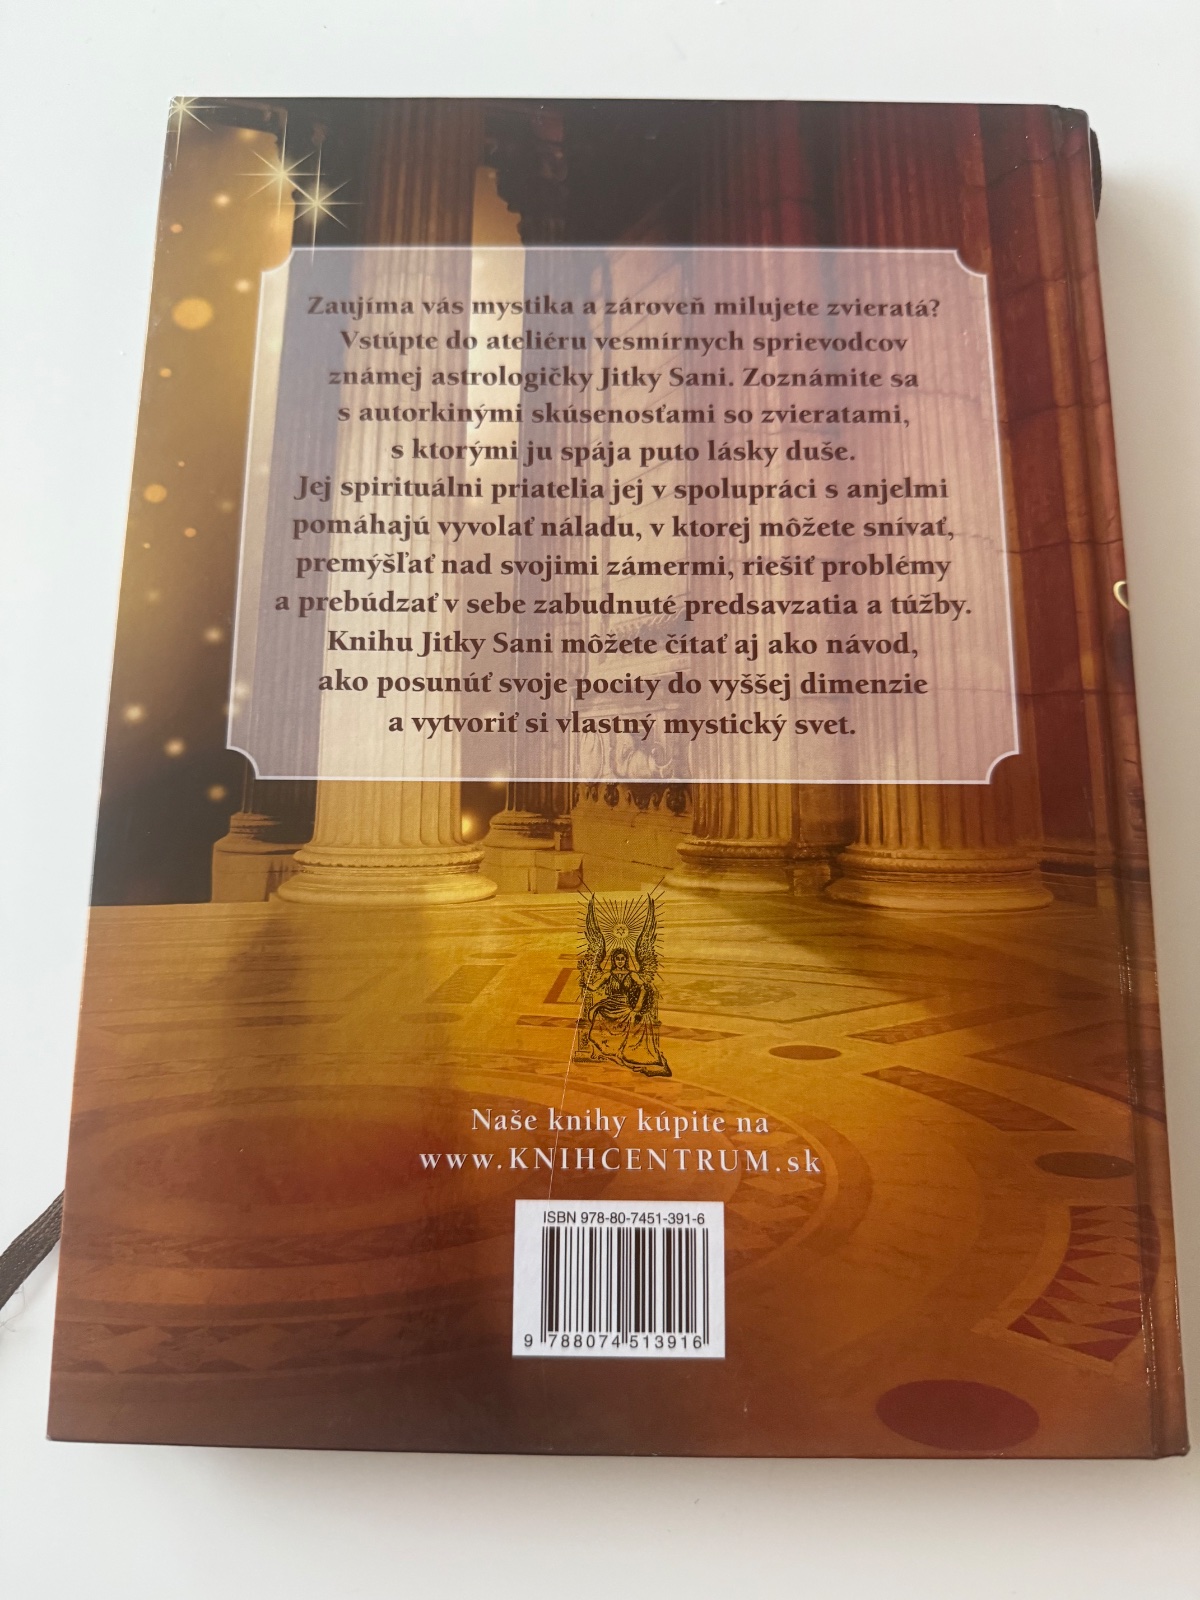 Zaujíma vás mystika a zároveň milujete zvieratá?
Vstúpte do ateliéru vesmírnych sprievodcov
známej astrologičky Jitky Sani. Zoznámite sa
s autorkinými skúsenosťami so zvieratami,
s ktorými ju spája puto lásky duše.
Jej spirituálni priatelia jej v spolupráci s anjelmi
pomáhajú vyvolať náladu, v ktorej môžete snívať,
premýšľať nad svojimi zámermi, riešiť problémy
a prebúdzať v sebe zabudnuté predsavzatia a túžby.
Knihu Jitky Sani môžete čítať aj ako návod,
ako posunúť svoje pocity do vyššej dimenzie
a vytvoriť si vlastný mystický svet.
Naše knihy kúpite na
www.KNIHCENTRUM.sk
ISBN 978-80-7451-391-6
9 788074 513916